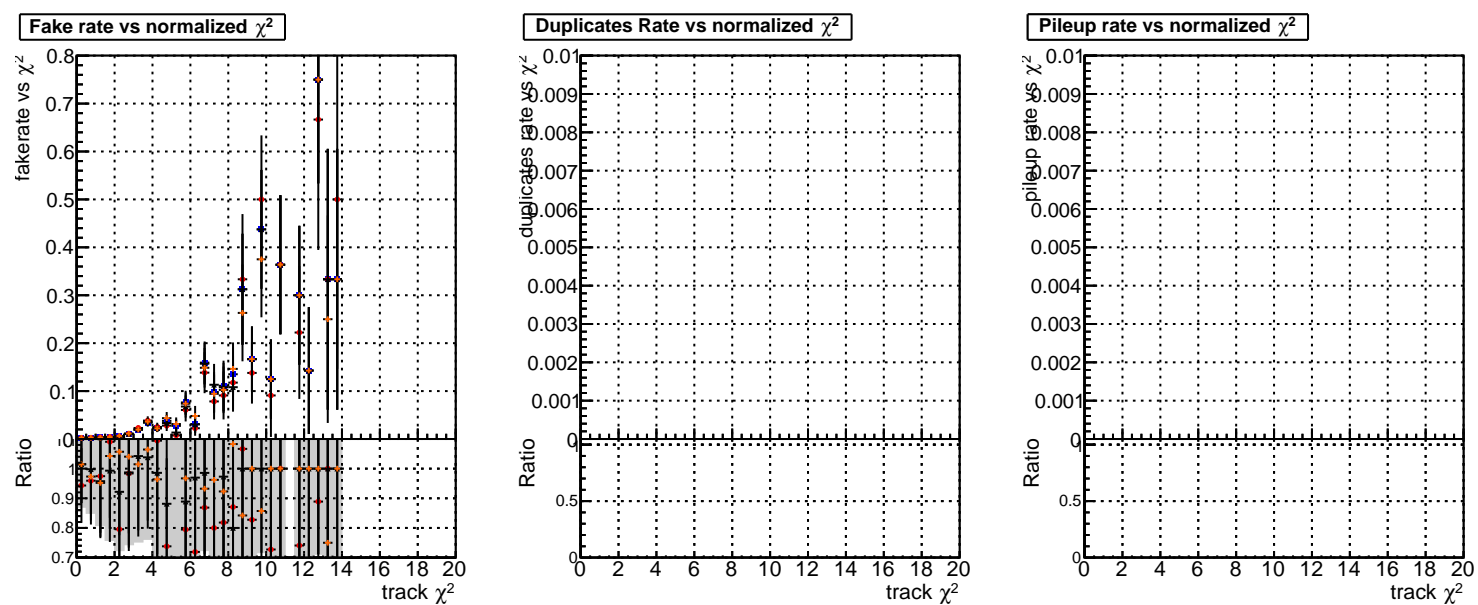 Fake rate vs normalized χ²
fakerate vs χ²
0.8
0.7
0.6
0.5
0.4
0.3
0.2
0.1
0
Ratio
1
0.9
0.8
0.7
0 2 4 6 8 10 12 14 16 18 20
track χ²
Duplicates Rate vs normalized χ²
duplicates rate vs χ²
0.01
0.009
0.008
0.007
0.006
0.005
0.004
0.003
0.002
0.001
0
Ratio
1
0.5
0
0 2 4 6 8 10 12 14 16 18 20
track χ²
Pileup rate vs normalized χ²
pileup rate vs χ²
0.01
0.009
0.008
0.007
0.006
0.005
0.004
0.003
0.002
0.001
0
Ratio
1
0.5
0
0 2 4 6 8 10 12 14 16 18 20
track χ²